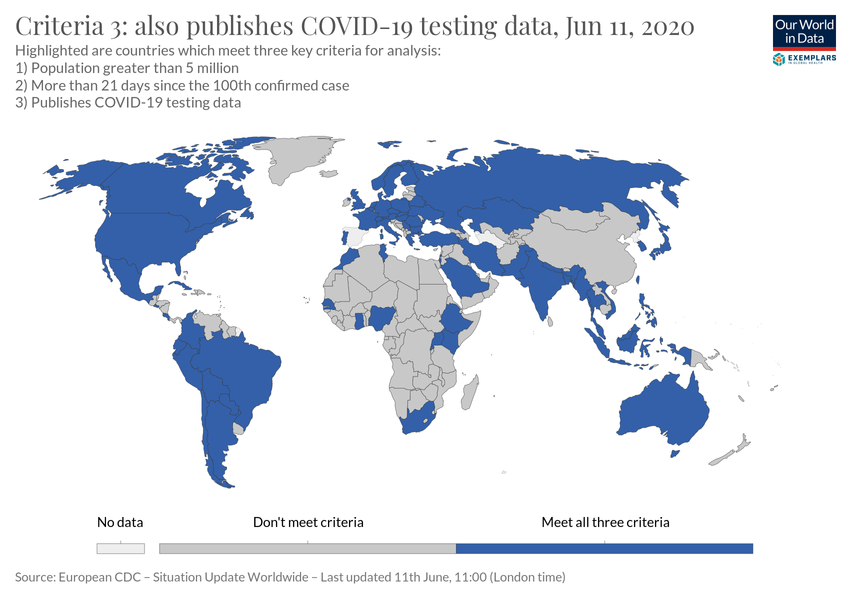 Criteria 3: also publishes COVID-19 testing data, Jun 11, 2020
Our World
in Data
EXEMPLARS
IN GLOBAL HEALTH
Highlighted are countries which meet three key criteria for analysis:
1) Population greater than 5 million
2) More than 21 days since the 100th confirmed case
3) Publishes COVID-19 testing data
No data
Don't meet criteria
Meet all three criteria
Source: European CDC – Situation Update Worldwide – Last updated 11th June, 11:00 (London time)